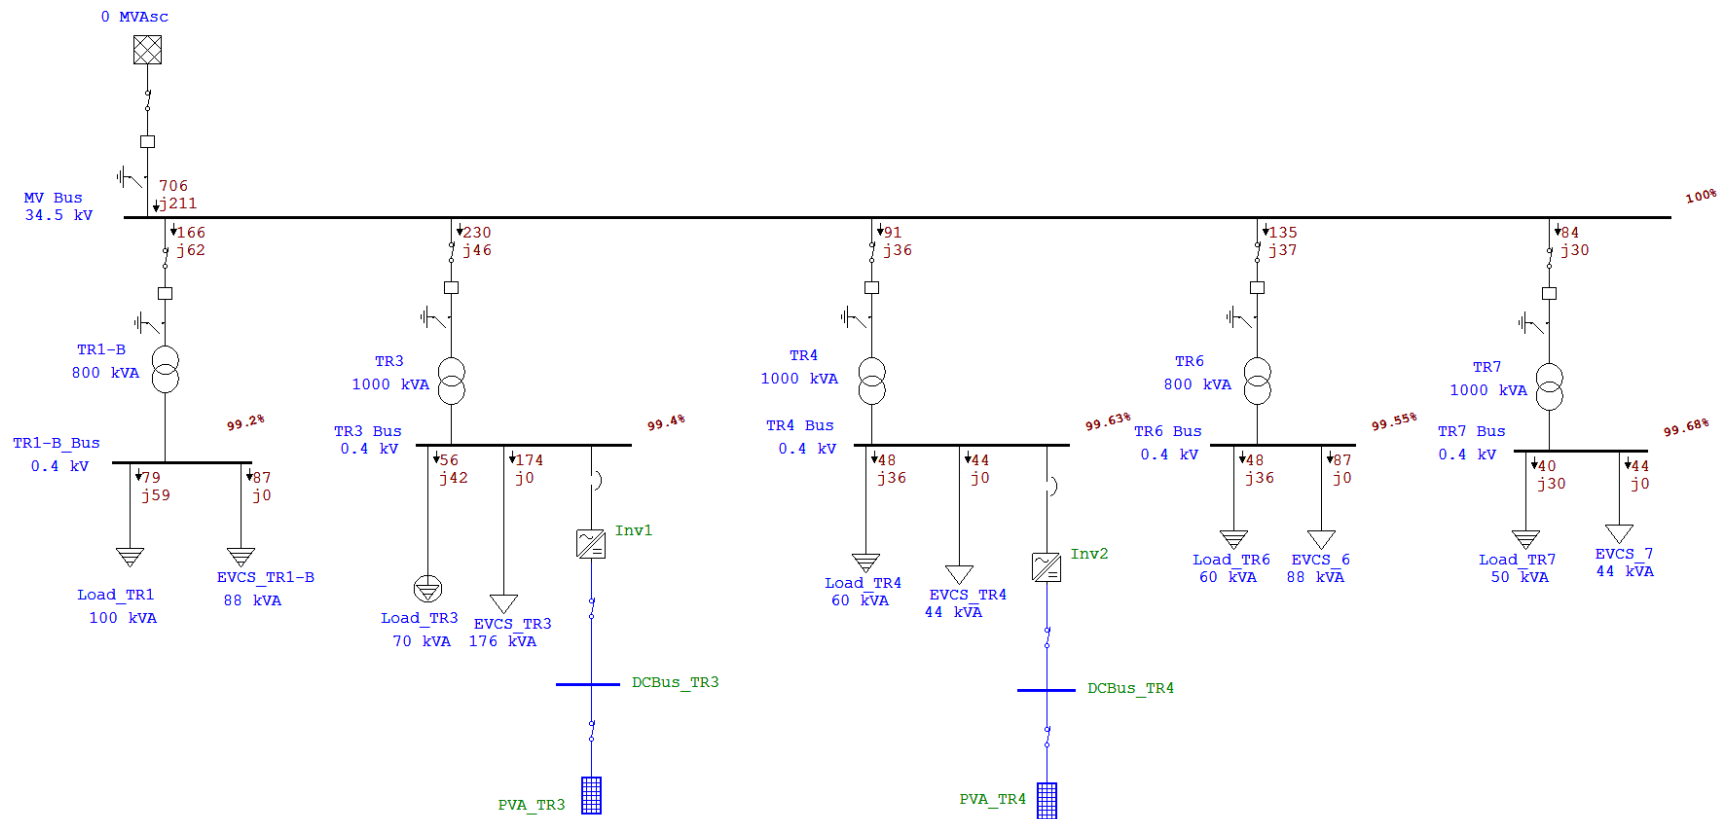 0 MVAsc
706
j211
MV Bus
34.5 kV
100%
166
j62
230
j46
91
j36
135
j37
84
j30
TR1-B
800 kVA
TR3
1000 kVA
TR4
1000 kVA
TR6
800 kVA
TR7
1000 kVA
99.2%
99.4%
99.63%
99.55%
99.68%
TR1-B_Bus
0.4 kV
TR3 Bus
0.4 kV
TR4 Bus
0.4 kV
TR6 Bus
0.4 kV
TR7 Bus
0.4 kV
79
j59
87
j0
56
j42
174
j0
48
j36
44
j0
48
j36
87
j0
40
j30
44
j0
Inv1
Inv2
Load_TR1
100 kVA
EVCS_TR1-B
88 kVA
Load_TR3
70 kVA
EVCS_TR3
176 kVA
Load_TR4
60 kVA
EVCS_TR4
44 kVA
Load_TR6
60 kVA
EVCS_6
88 kVA
Load_TR7
50 kVA
EVCS_7
44 kVA
DCBus_TR3
DCBus_TR4
PVA_TR3
PVA_TR4